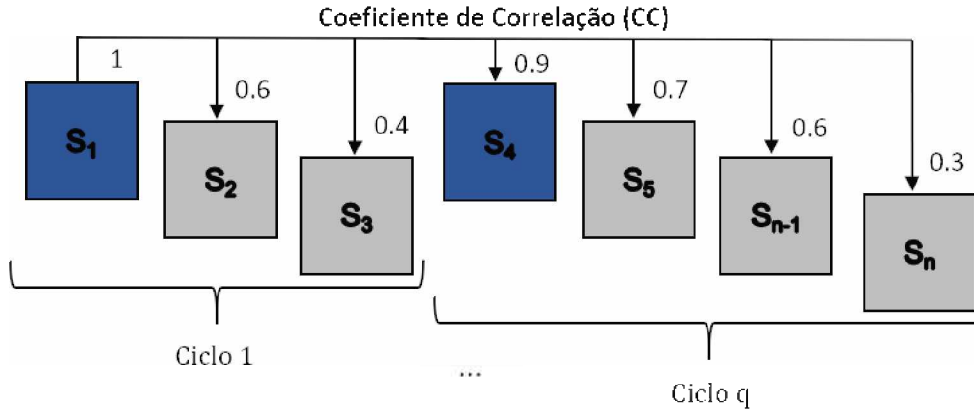 Coeficiente de Correlação (CC)
1
0.6
0.4
0.9
0.7
0.6
0.3
S1
S2
S3
S4
S5
Sn-1
Sn
Ciclo 1
...
Ciclo q